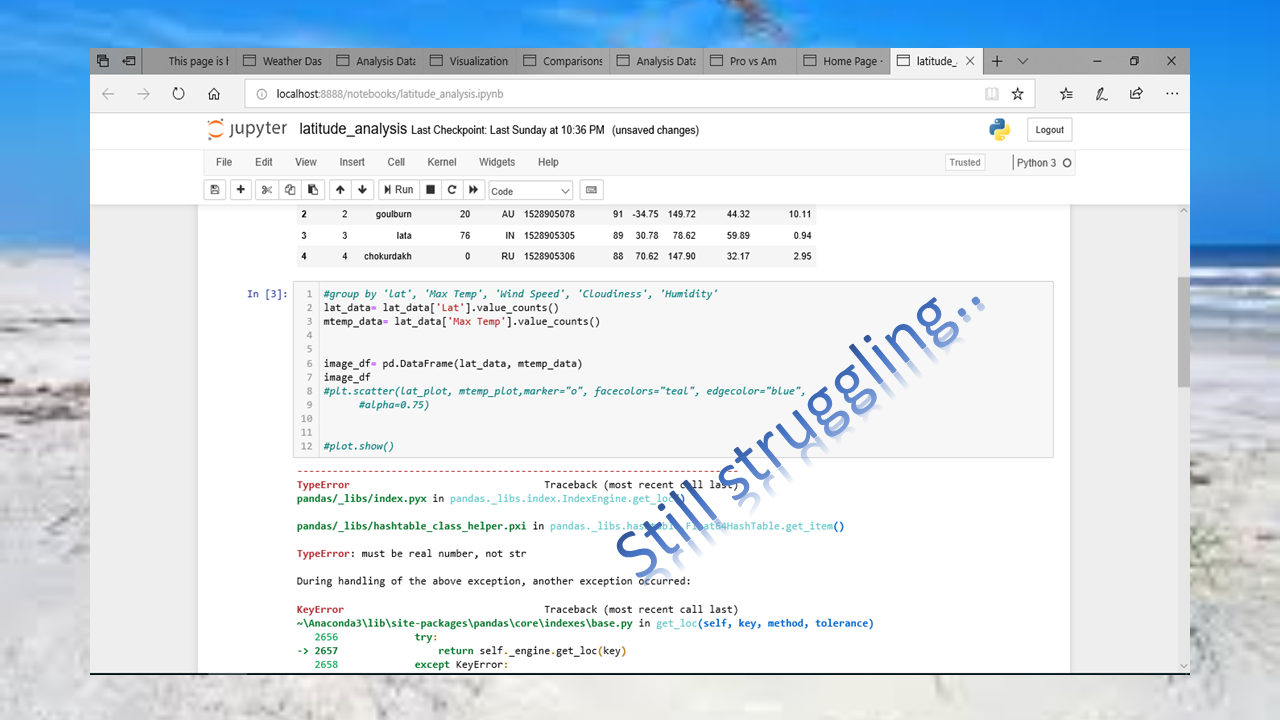 This page is l
Weather Das
Analysis Data
Visualization
Comparisons
Analysis Data
Pro vs Am
Home Page -
latitude_
localhost:8888/notebooks/latitude_analysis.ipynb
jupyter latitude_analysis Last Checkpoint: Last Sunday at 10:36 PM (unsaved changes)
Logout
File Edit View Insert Cell Kernel Widgets Help
Trusted
Python 3
Run
Code
2 2 goulburn 20 AU 1528905078 91 -34.75 149.72 44.32 10.11
3 3 lata 76 IN 1528905305 89 30.78 78.62 59.89 0.94
4 4 chokurdakh 0 RU 1528905306 88 70.62 147.90 32.17 2.95
In [3]:
1 #group by 'lat', 'Max Temp', 'Wind Speed', 'Cloudiness', 'Humidity'
2 lat_data= lat_data['Lat'].value_counts()
3 mtemp_data= lat_data['Max Temp'].value_counts()
4
5
6 image_df= pd.DataFrame(lat_data, mtemp_data)
7 image_df
8 #plt.scatter(lat_plot, mtemp_plot,marker="o", facecolors="teal", edgecolor="blue",
9 #alpha=0.75)
10
11
12 #plot.show()
---------------------------------------------------------------------------
TypeError Traceback (most recent call last)
pandas/_libs/index.pyx in pandas._libs.index.IndexEngine.get_loc()
pandas/_libs/hashtable_class_helper.pxi in pandas._libs.hashtable.Float64HashTable.get_item()
TypeError: must be real number, not str
During handling of the above exception, another exception occurred:
KeyError Traceback (most recent call last)
~\Anaconda3\lib\site-packages\pandas\core\indexes\base.py in get_loc(self, key, method, tolerance)
2656 try:
-> 2657 return self._engine.get_loc(key)
2658 except KeyError:
Still struggling..